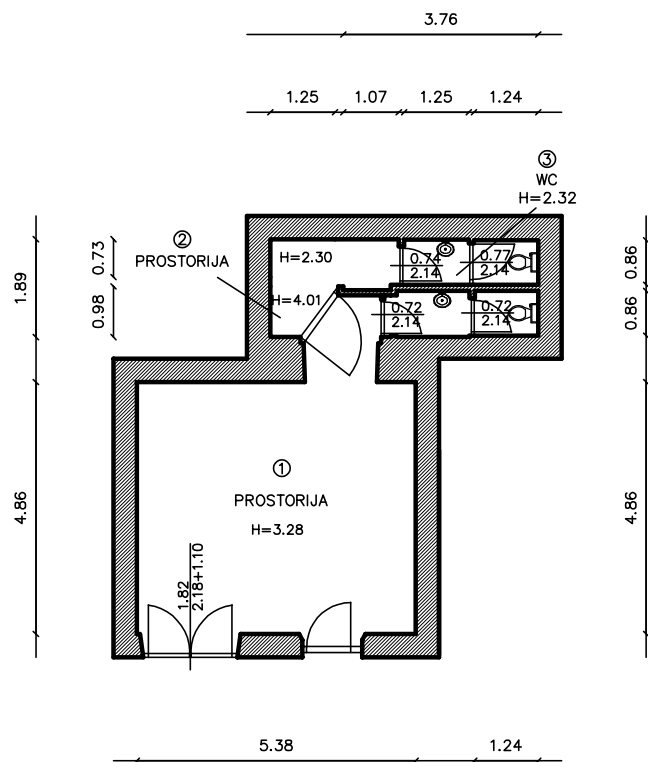 3.76
1.25 1.07 1.25 1.24
③
WC
H=2.32
②
PROSTORIJA
0.73
0.98
1.89
4.86
H=2.30
H=4.01
0.74
2.14
0.77
2.14
0.72
2.14
0.72
2.14
0.86
0.86
4.86
①
PROSTORIJA
H=3.28
1.82
2.18+1.10
5.38 1.24